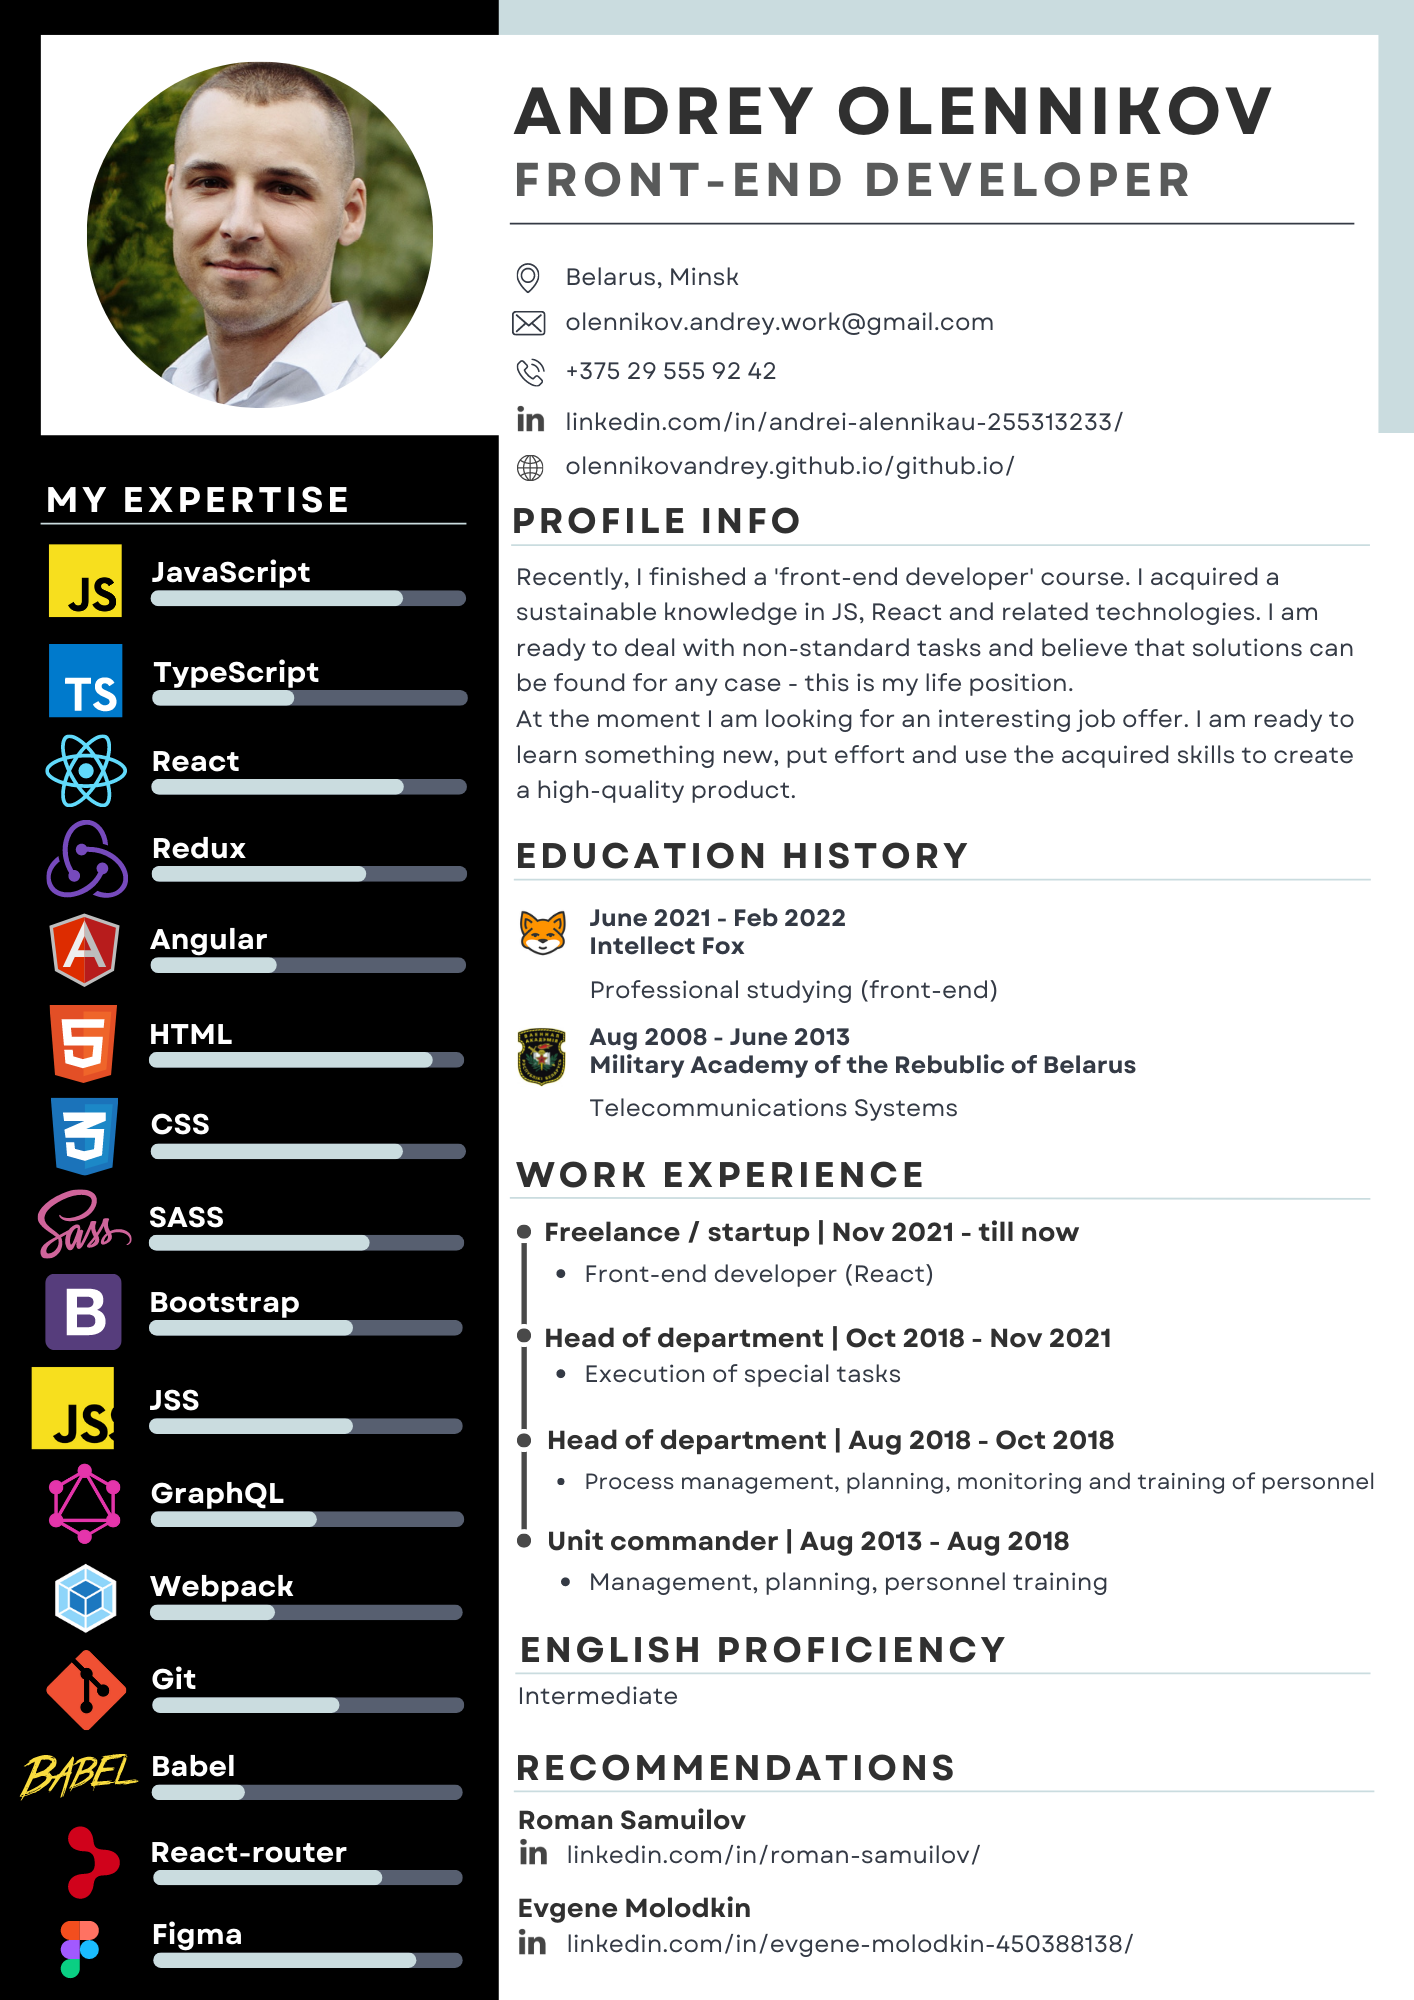 ANDREY OLENNIKOV
FRONT-END DEVELOPER
Belarus, Minsk
olennikov.andrey.work@gmail.com
+375 29 555 92 42
in linkedin.com/in/andrei-alennikau-255313233/
olennikovandrey.github.io/github.io/
MY EXPERTISE
JS JavaScript
TS TypeScript
React
Redux
A Angular
5 HTML
3 CSS
Sass SASS
B Bootstrap
JSS JSS
GraphQL
Webpack
Git
BABEL Babel
React-router
Figma
PROFILE INFO
Recently, I finished a 'front-end developer' course. I acquired a
sustainable knowledge in JS, React and related technologies. I am
ready to deal with non-standard tasks and believe that solutions can
be found for any case - this is my life position.
At the moment I am looking for an interesting job offer. I am ready to
learn something new, put effort and use the acquired skills to create
a high-quality product.
EDUCATION HISTORY
June 2021 - Feb 2022
Intellect Fox
Professional studying (front-end)
Aug 2008 - June 2013
Military Academy of the Rebublic of Belarus
Telecommunications Systems
WORK EXPERIENCE
Freelance / startup | Nov 2021 - till now
• Front-end developer (React)
Head of department | Oct 2018 - Nov 2021
• Execution of special tasks
Head of department | Aug 2018 - Oct 2018
• Process management, planning, monitoring and training of personnel
Unit commander | Aug 2013 - Aug 2018
• Management, planning, personnel training
ENGLISH PROFICIENCY
Intermediate
RECOMMENDATIONS
Roman Samuilov
in linkedin.com/in/roman-samuilov/
Evgene Molodkin
in linkedin.com/in/evgene-molodkin-450388138/